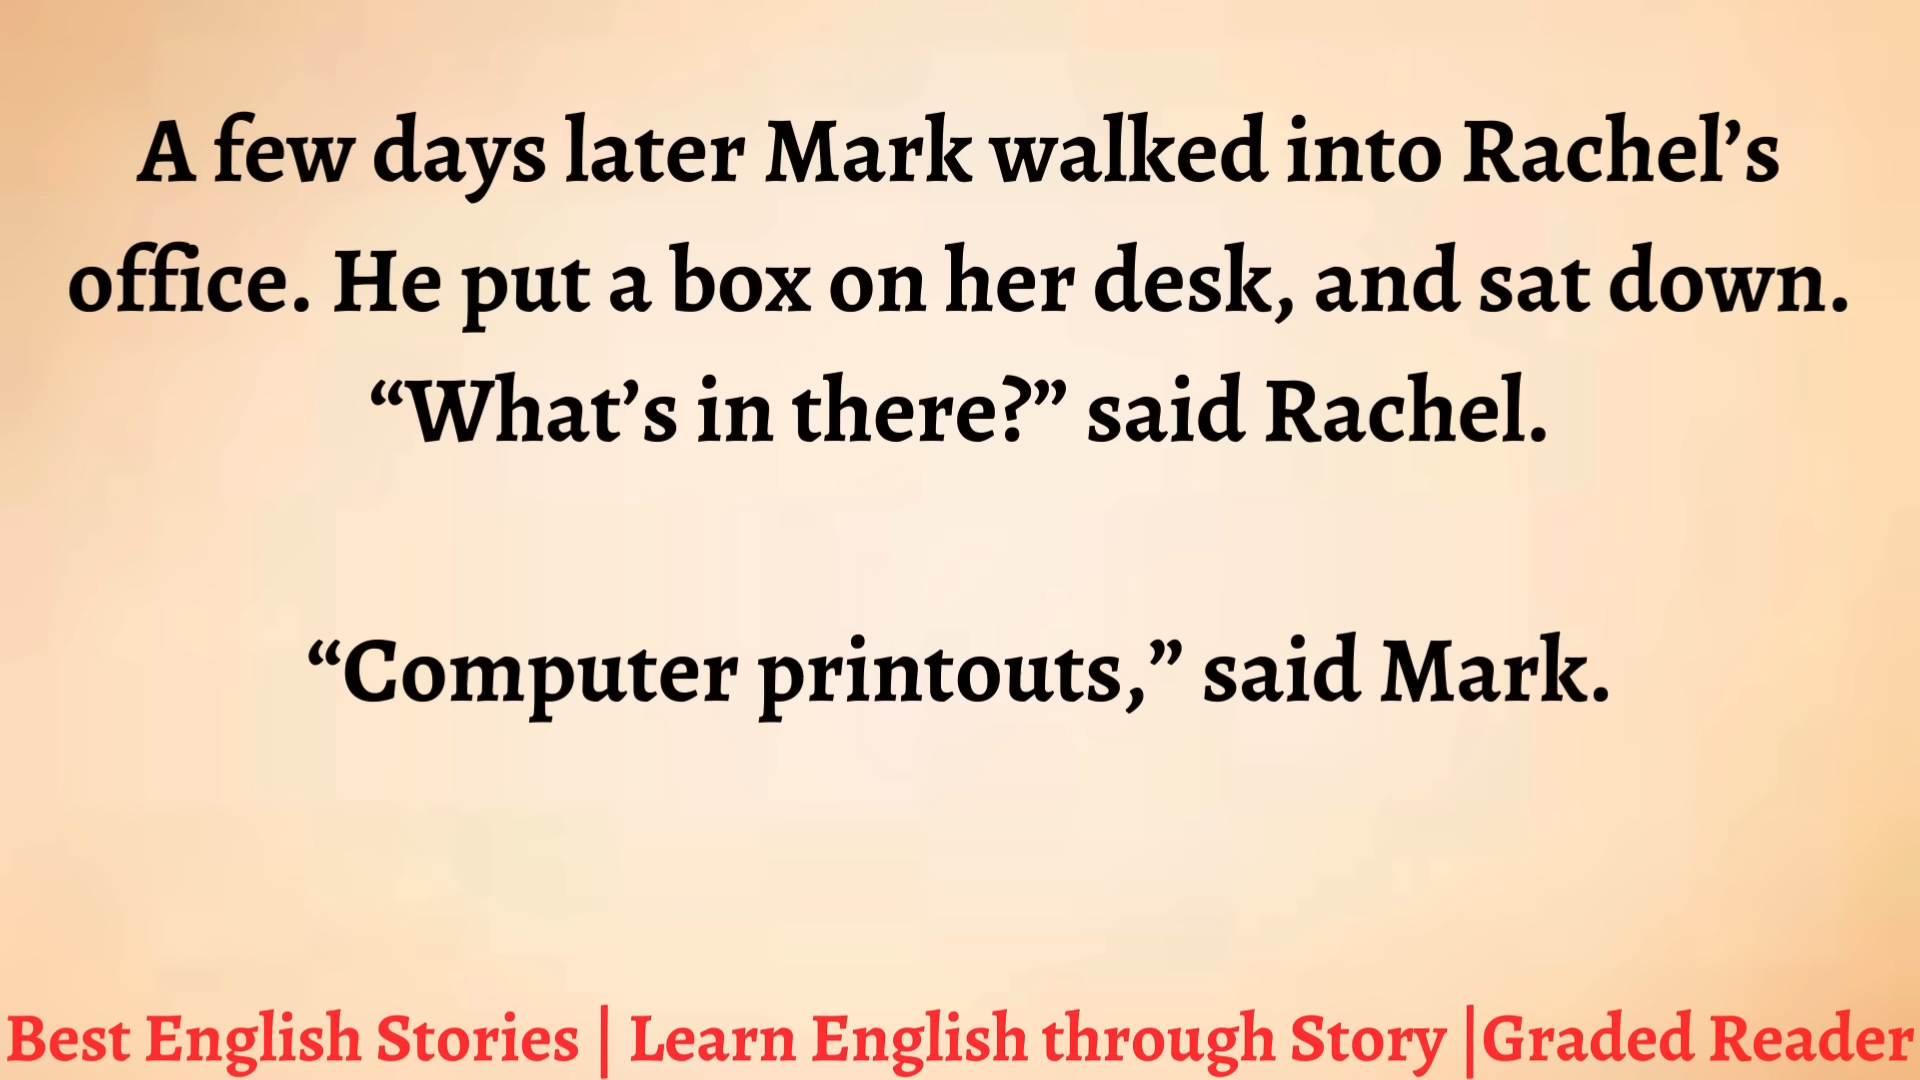 A few days later Mark walked into Rachel’s
office. He put a box on her desk, and sat down.
“What’s in there?” said Rachel.
“Computer printouts,” said Mark.
Best English Stories | Learn English through Story |Graded Reader